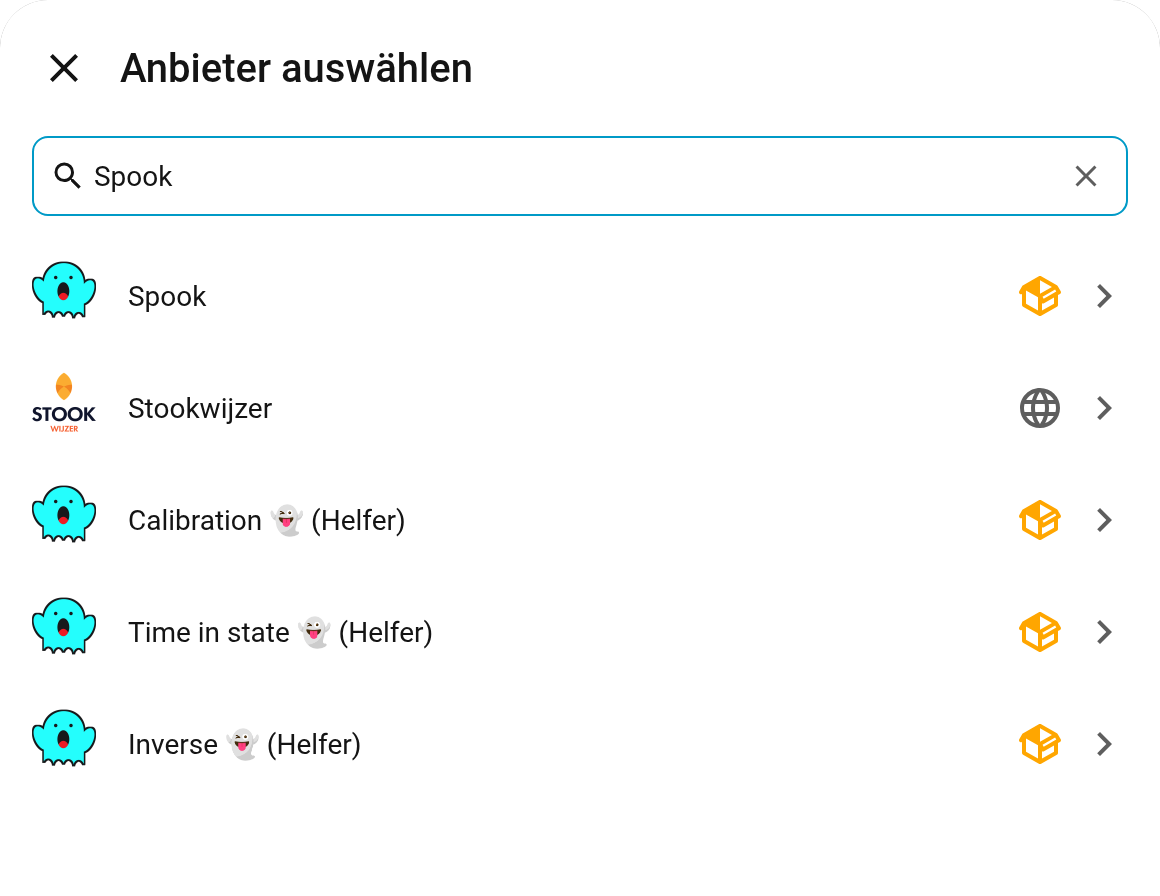 Anbieter auswählen
Spook
Spook
STOOK
WIJZER
Stookwijzer
Calibration 👻 (Helfer)
Time in state 👻 (Helfer)
Inverse 👻 (Helfer)